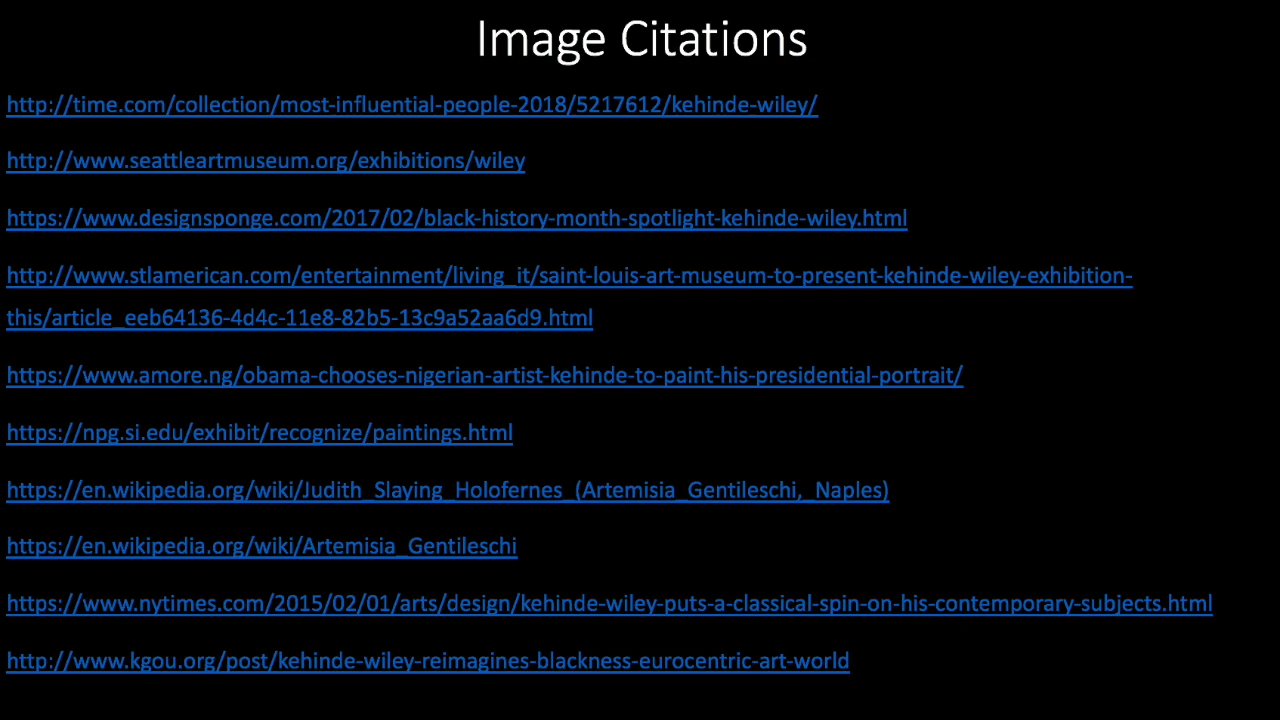 Image Citations
http://time.com/collection/most-influential-people-2018/5217612/kehinde-wiley/
http://www.seattleartmuseum.org/exhibitions/wiley
https://www.designsponge.com/2017/02/black-history-month-spotlight-kehinde-wiley.html
http://www.stlamerican.com/entertainment/living_it/saint-louis-art-museum-to-present-kehinde-wiley-exhibition-
this/article_eeb64136-4d4c-11e8-82b5-13c9a52aa6d9.html
https://www.amore.ng/obama-chooses-nigerian-artist-kehinde-to-paint-his-presidential-portrait/
https://npg.si.edu/exhibit/recognize/paintings.html
https://en.wikipedia.org/wiki/Judith_Slaying_Holofernes_(Artemisia_Gentileschi,_Naples)
https://en.wikipedia.org/wiki/Artemisia_Gentileschi
https://www.nytimes.com/2015/02/01/arts/design/kehinde-wiley-puts-a-classical-spin-on-his-contemporary-subjects.html
http://www.kgou.org/post/kehinde-wiley-reimagines-blackness-eurocentric-art-world